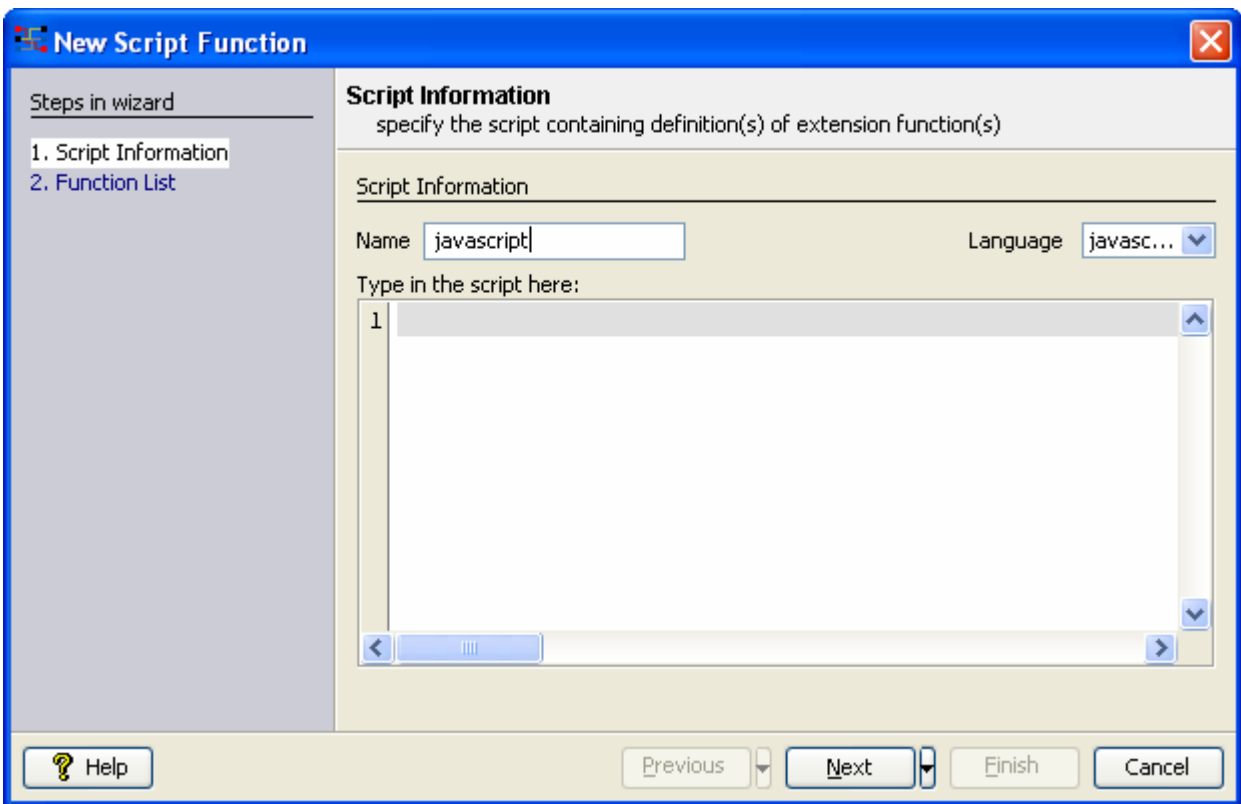 New Script Function
Steps in wizard
1. Script Information
2. Function List
Script Information
specify the script containing definition(s) of extension function(s)
Script Information
Name javascript Language javasc...
Type in the script here:
1
Help Previous Next Finish Cancel